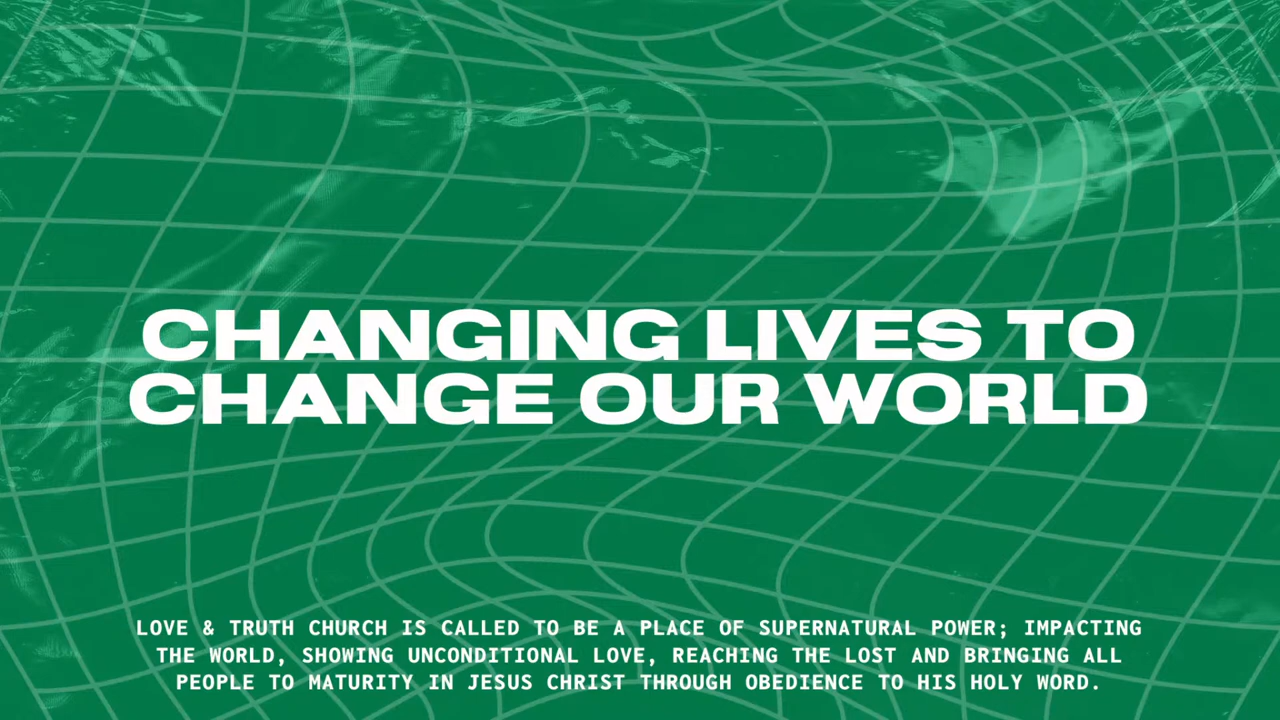 CHANGING LIVES TO
CHANGE OUR WORLD
LOVE & TRUTH CHURCH IS CALLED TO BE A PLACE OF SUPERNATURAL POWER; IMPACTING
THE WORLD, SHOWING UNCONDITIONAL LOVE, REACHING THE LOST AND BRINGING ALL
PEOPLE TO MATURITY IN JESUS CHRIST THROUGH OBEDIENCE TO HIS HOLY WORD.